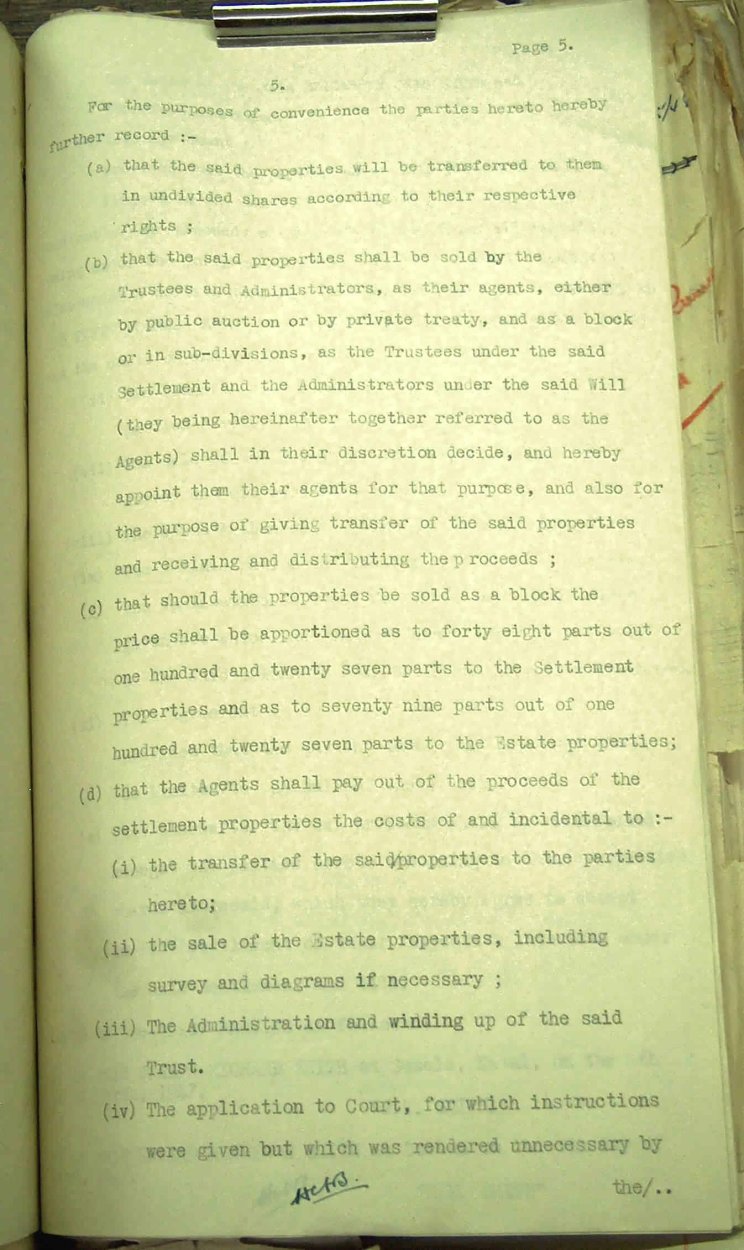 Page 5.
5.
For the purposes of convenience the parties hereto hereby
further record :-
(a) that the said properties will be transferred to them
in undivided shares according to their respective
rights ;
(b) that the said properties shall be sold by the
Trustees and Administrators, as their agents, either
by public auction or by private treaty, and as a block
or in sub-divisions, as the Trustees under the said
Settlement and the Administrators under the said Will
(they being hereinafter together referred to as the
Agents) shall in their discretion decide, and hereby
appoint them their agents for that purpose, and also for
the purpose of giving transfer of the said properties
and receiving and distributing the p roceeds ;
(c) that should the properties be sold as a block the
price shall be apportioned as to forty eight parts out of
one hundred and twenty seven parts to the Settlement
properties and as to seventy nine parts out of one
hundred and twenty seven parts to the Estate properties;
(d) that the Agents shall pay out of the proceeds of the
settlement properties the costs of and incidental to :-
(i) the transfer of the said/properties to the parties
hereto;
(ii) the sale of the Estate properties, including
survey and diagrams if necessary ;
(iii) The Administration and winding up of the said
Trust.
(iv) The application to Court, for which instructions
were given but which was rendered unnecessary by
the/..